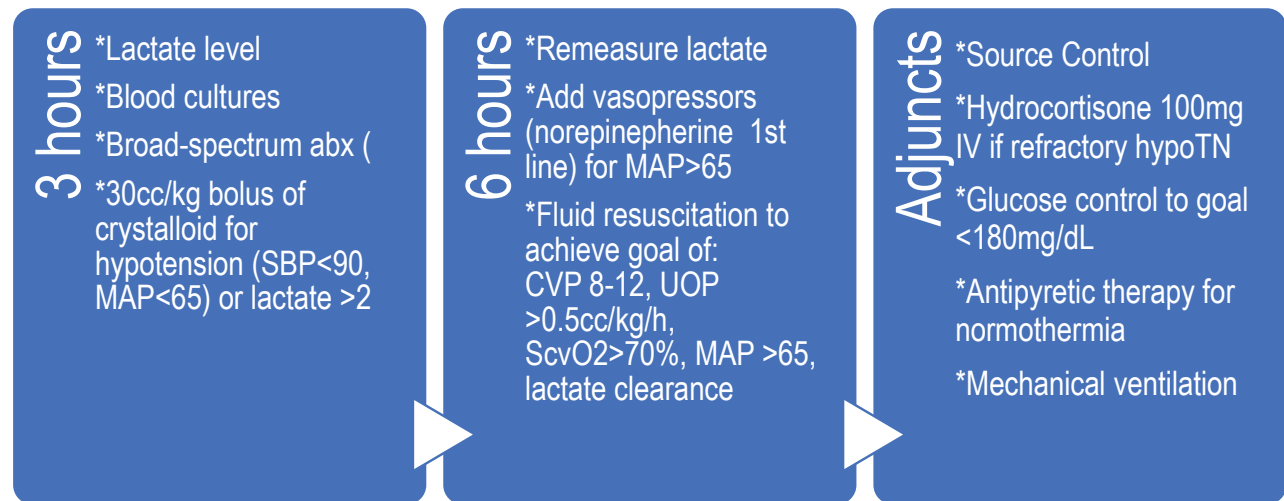 3 hours
*Lactate level
*Blood cultures
*Broad-spectrum abx (
*30cc/kg bolus of
crystalloid for
hypotension (SBP<90,
MAP<65) or lactate >2
6 hours
*Remeasure lactate
*Add vasopressors
(norepinepherine 1st
line) for MAP>65
*Fluid resuscitation to
achieve goal of:
CVP 8-12, UOP
>0.5cc/kg/h,
ScvO2>70%, MAP >65,
lactate clearance
Adjuncts
*Source Control
*Hydrocortisone 100mg
IV if refractory hypoTN
*Glucose control to goal
<180mg/dL
*Antipyretic therapy for
normothermia
*Mechanical ventilation